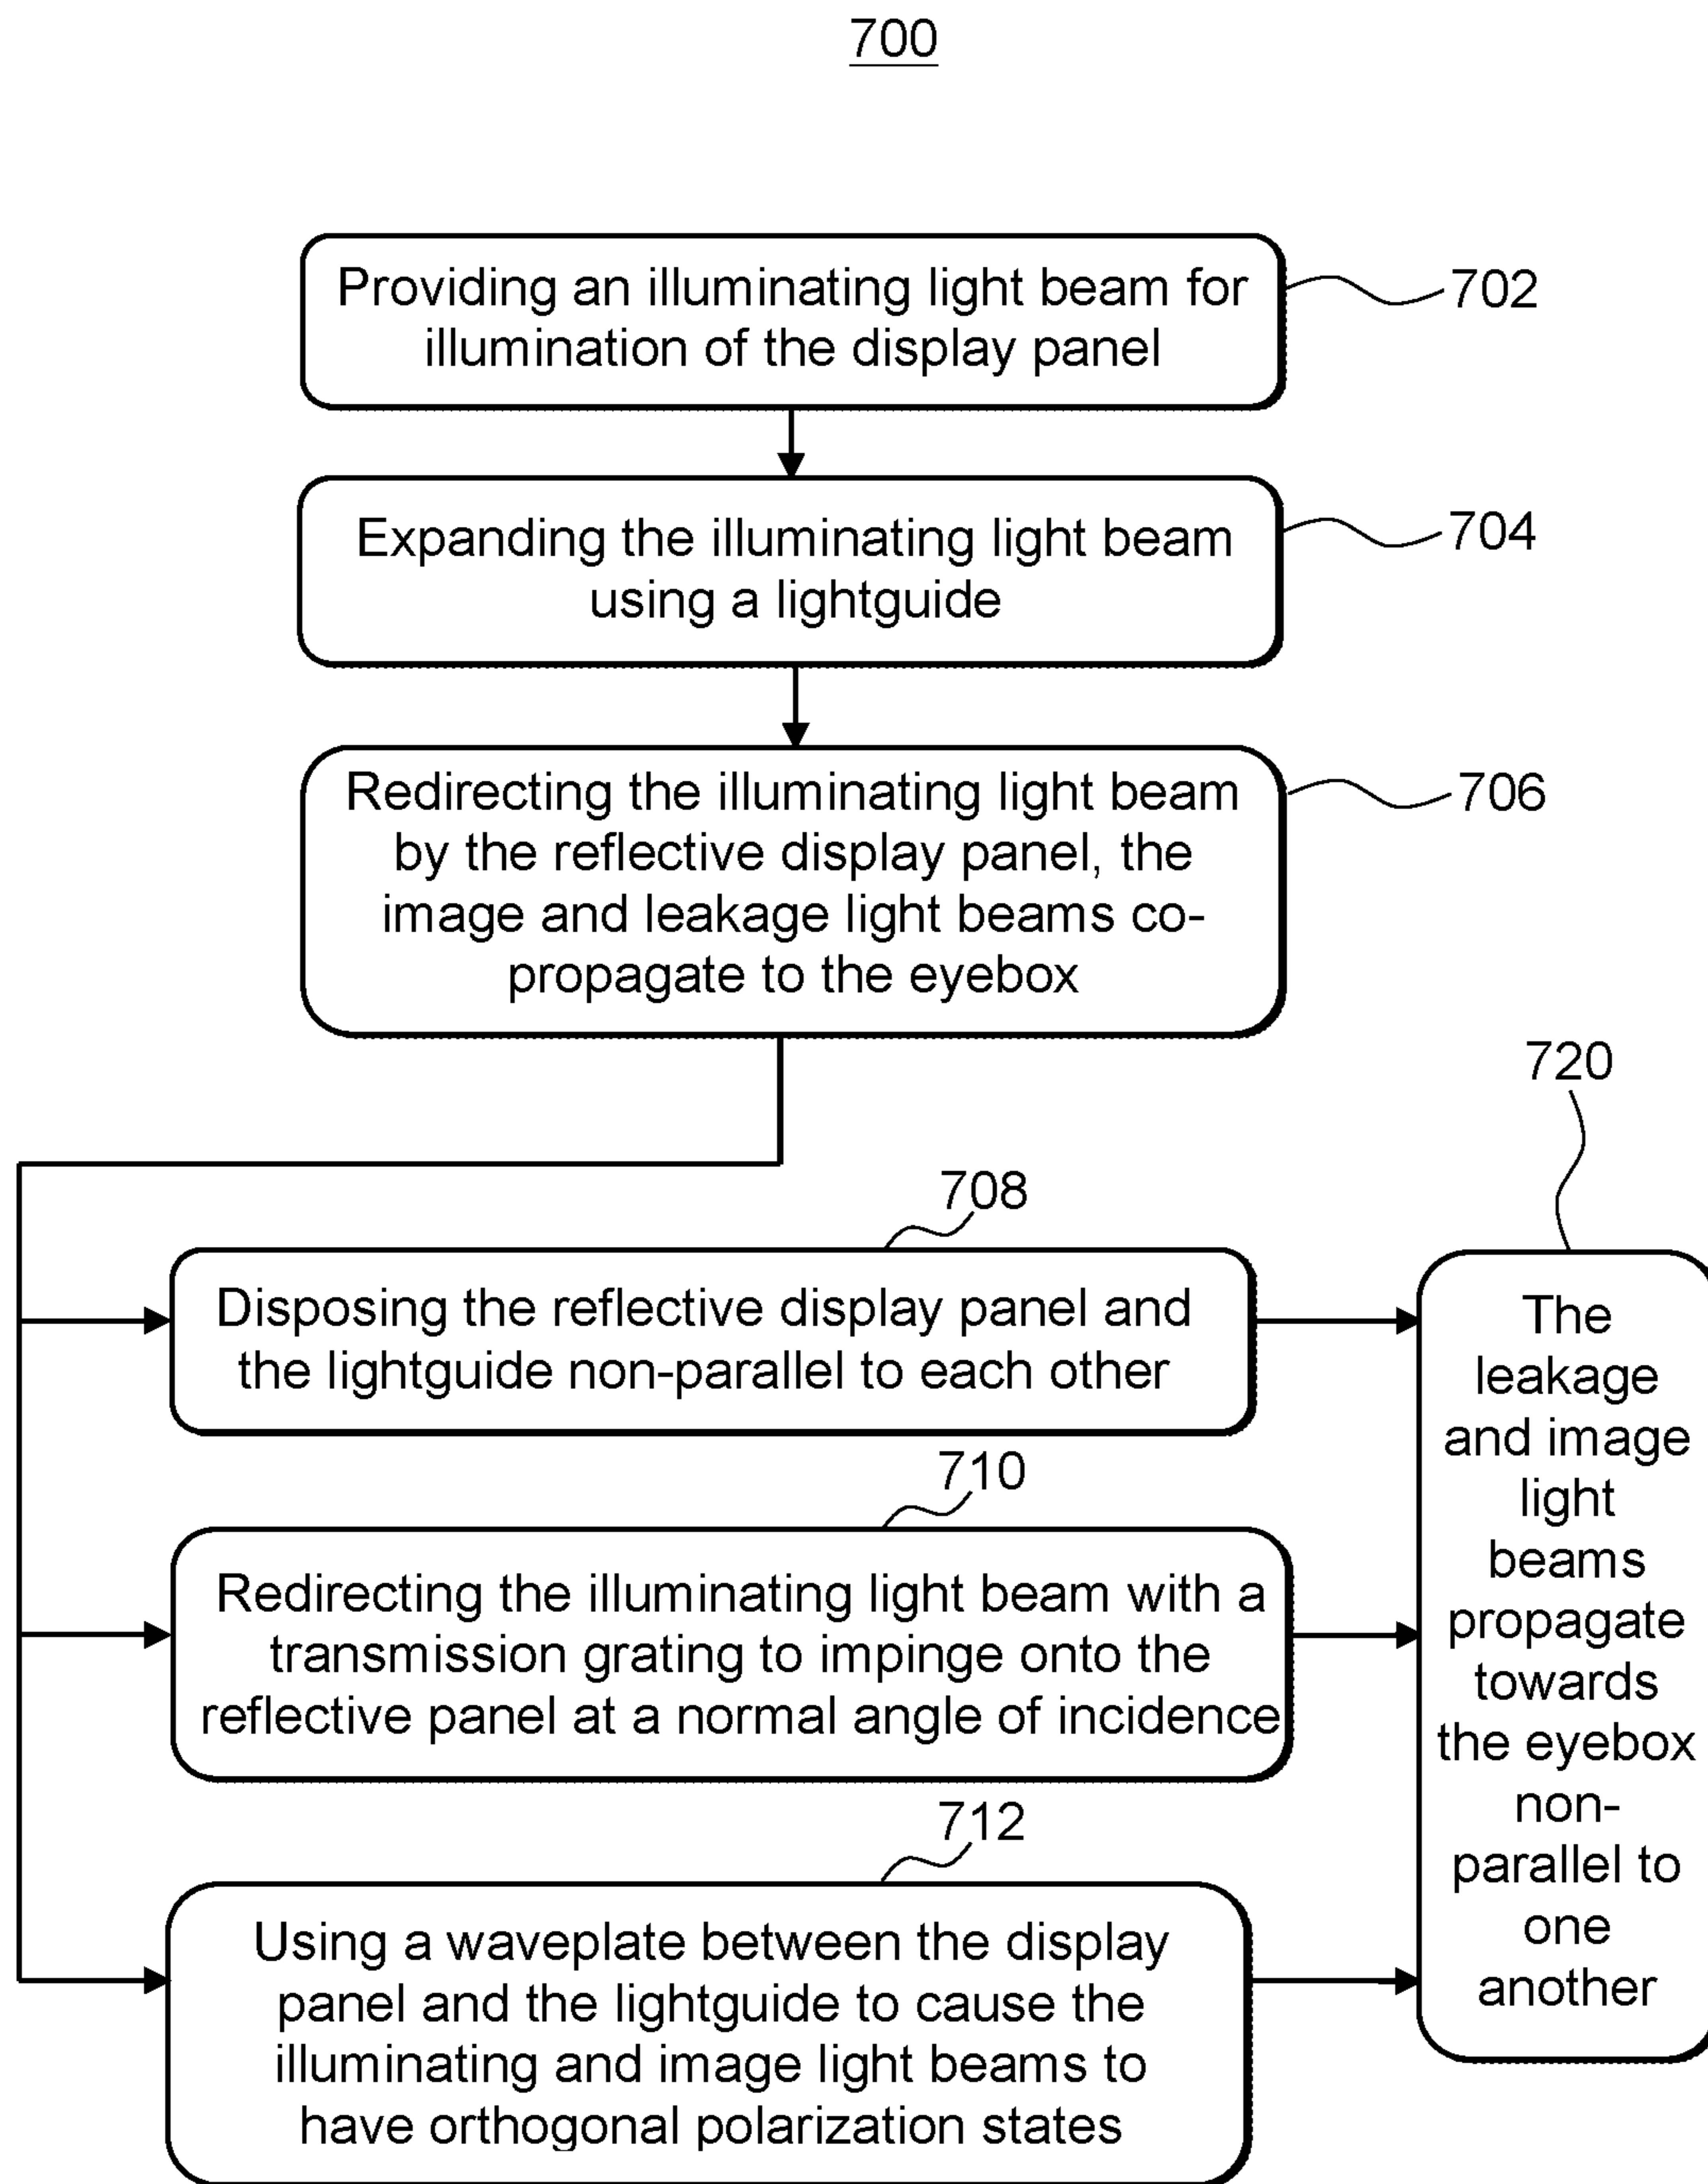 700
Providing an illuminating light beam for
illumination of the display panel
702
Expanding the illuminating light beam
using a lightguide
704
Redirecting the illuminating light beam
by the reflective display panel, the
image and leakage light beams co-
propagate to the eyebox
706
708
Disposing the reflective display panel and
the lightguide non-parallel to each other
710
Redirecting the illuminating light beam with a
transmission grating to impinge onto the
reflective panel at a normal angle of incidence
712
Using a waveplate between the display
panel and the lightguide to cause the
illuminating and image light beams to
have orthogonal polarization states
720
The
leakage
and image
light
beams
propagate
towards
the eyebox
non-
parallel to
one
another